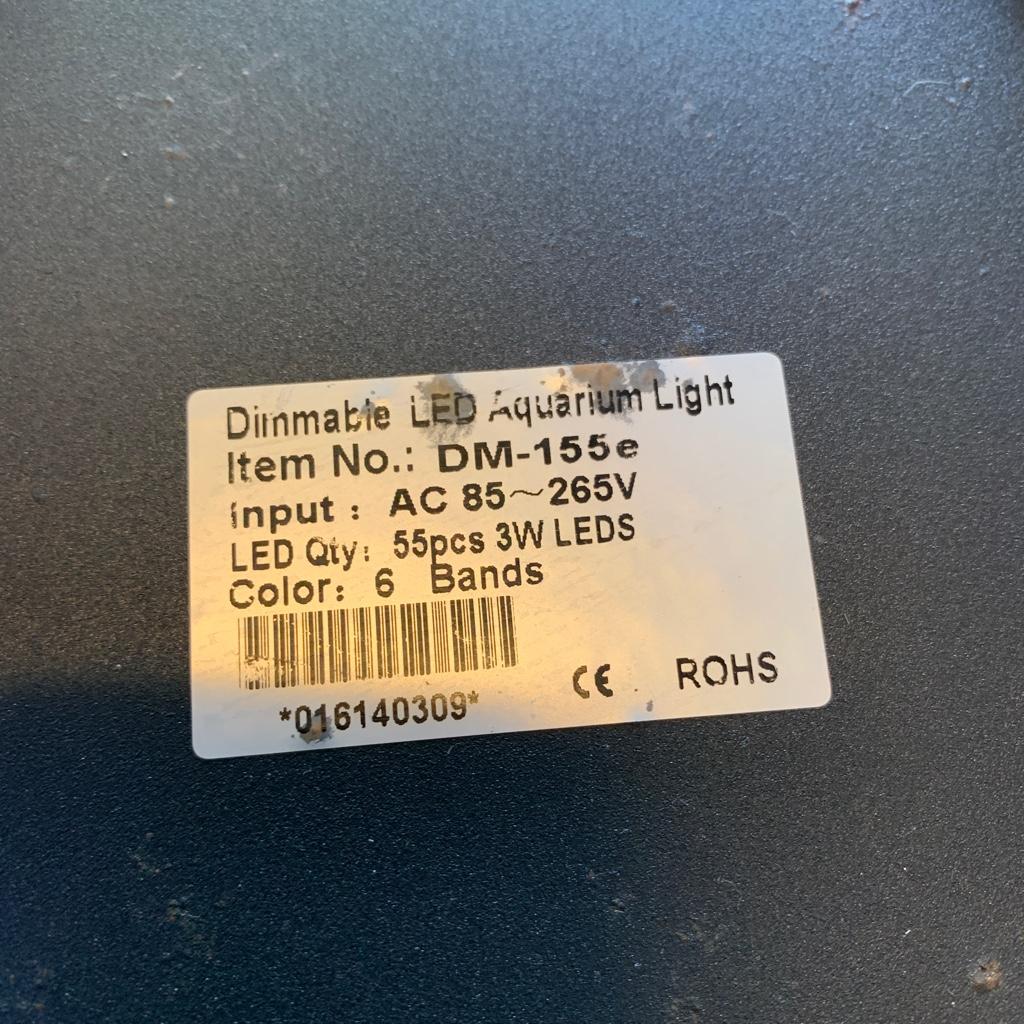 Dimmable LED Aquarium Light
Item No.: DM-155e
Input : AC 85～265V
LED Qty: 55pcs 3W LEDS
Color: 6 Bands
*016140309*
CE ROHS